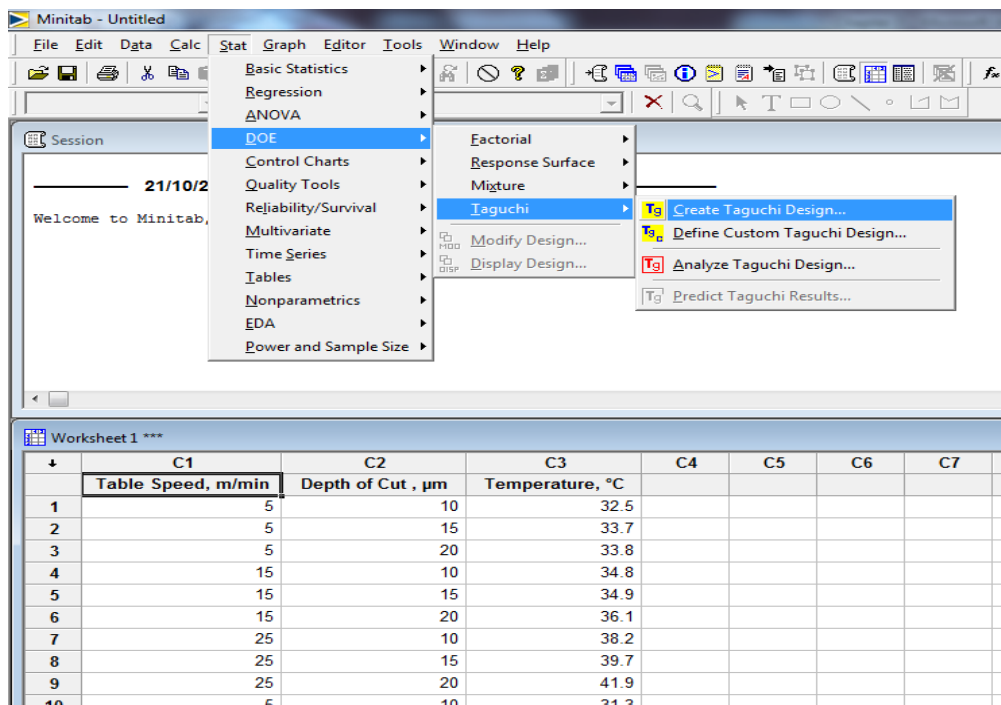 Minitab - Untitled
File Edit Data Calc Stat Graph Editor Tools Window Help
Basic Statistics
Regression
ANOVA
DOE
Control Charts
Quality Tools
Reliability/Survival
Multivariate
Time Series
Tables
Nonparametrics
EDA
Power and Sample Size
Factorial
Response Surface
Mixture
Taguchi
Modify Design...
Display Design...
Create Taguchi Design...
Define Custom Taguchi Design...
Analyze Taguchi Design...
Predict Taguchi Results...
Session
21/10/2
Welcome to Minitab,
Worksheet 1 ***
C1 C2 C3 C4 C5 C6 C7
Table Speed, m/min Depth of Cut , µm Temperature, °C
1 5 10 32.5
2 5 15 33.7
3 5 20 33.8
4 15 10 34.8
5 15 15 34.9
6 15 20 36.1
7 25 10 38.2
8 25 15 39.7
9 25 20 41.9
10 5 10 31.3